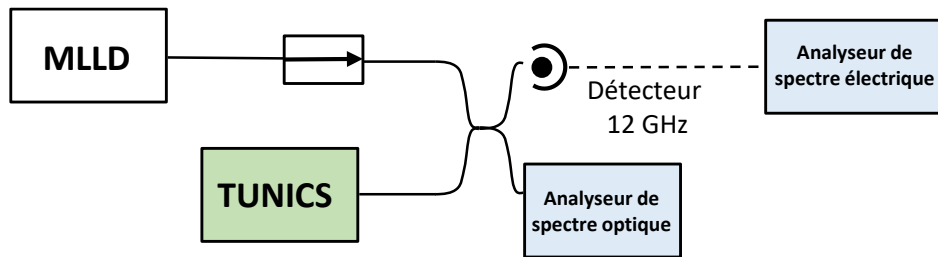 MLLD
Analyseur de
spectre électrique
Détecteur
12 GHz
TUNICS
Analyseur de
spectre optique